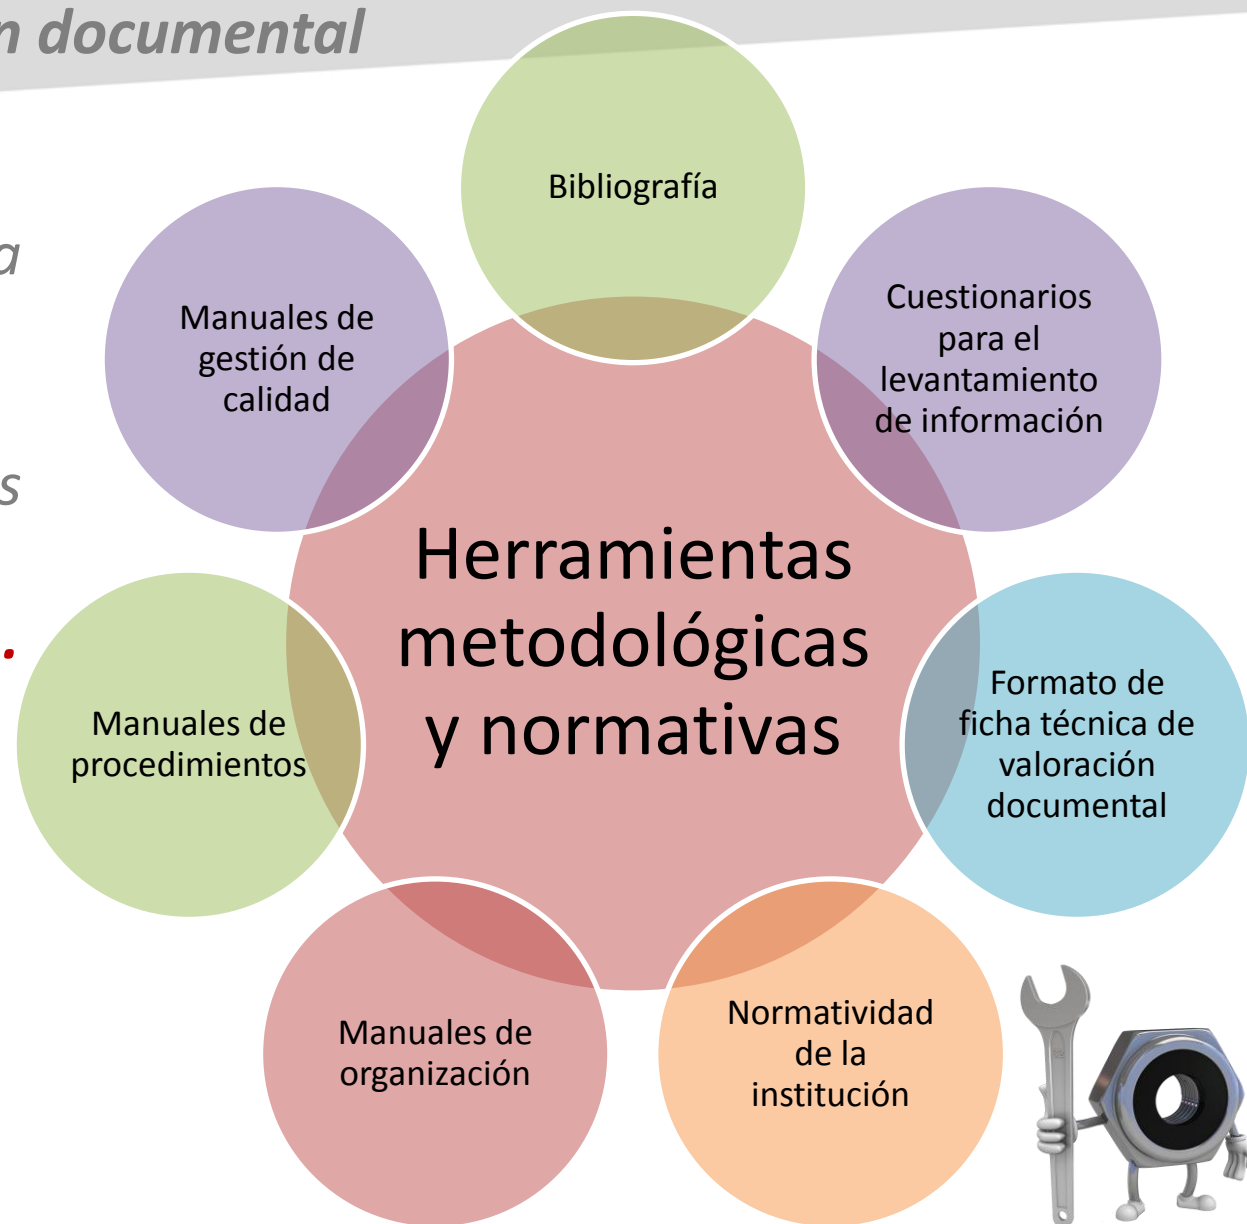 n documental
a
s
.
Bibliografía
Cuestionarios
para el
levantamiento
de información
Formato de
ficha técnica de
valoración
documental
Normatividad
de la
institución
Manuales de
organización
Manuales de
procedimientos
Manuales de
gestión de
calidad
Herramientas
metodológicas
y normativas